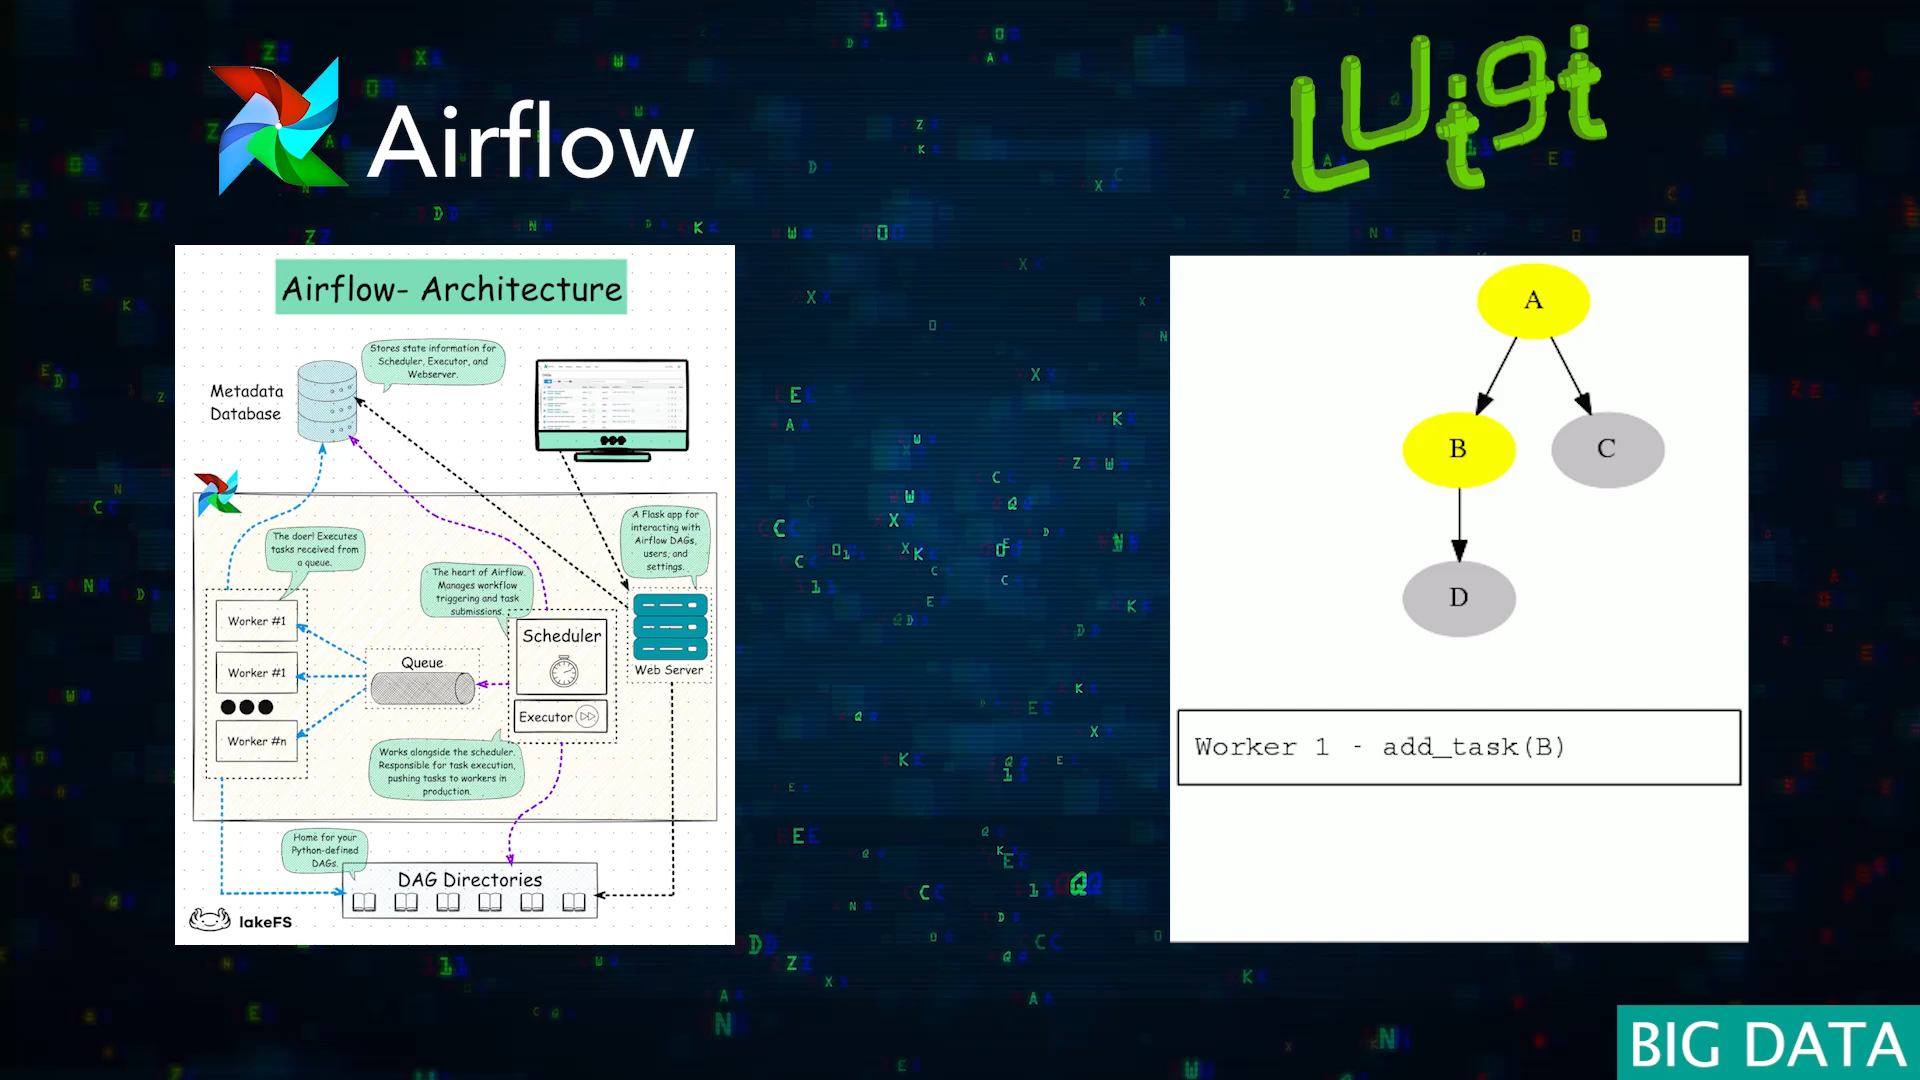 Airflow
Luigi
Airflow- Architecture
Stores state information for
Scheduler, Executor, and
Webserver.
Metadata
Database
A Flask app for
interacting with
Airflow DAGs,
users, and
settings.
The doer! Executes
tasks received from
a queue.
The heart of Airflow.
Manages workflow
triggering and task
submissions.
Worker #1
Worker #1
Worker #n
Queue
Scheduler
Executor
Web Server
Works alongside the scheduler.
Responsible for task execution,
pushing tasks to workers in
production.
Home for your
Python-defined
DAGs.
DAG Directories
lakeFS
A
B
C
D
Worker 1 - add_task(B)
BIG DATA